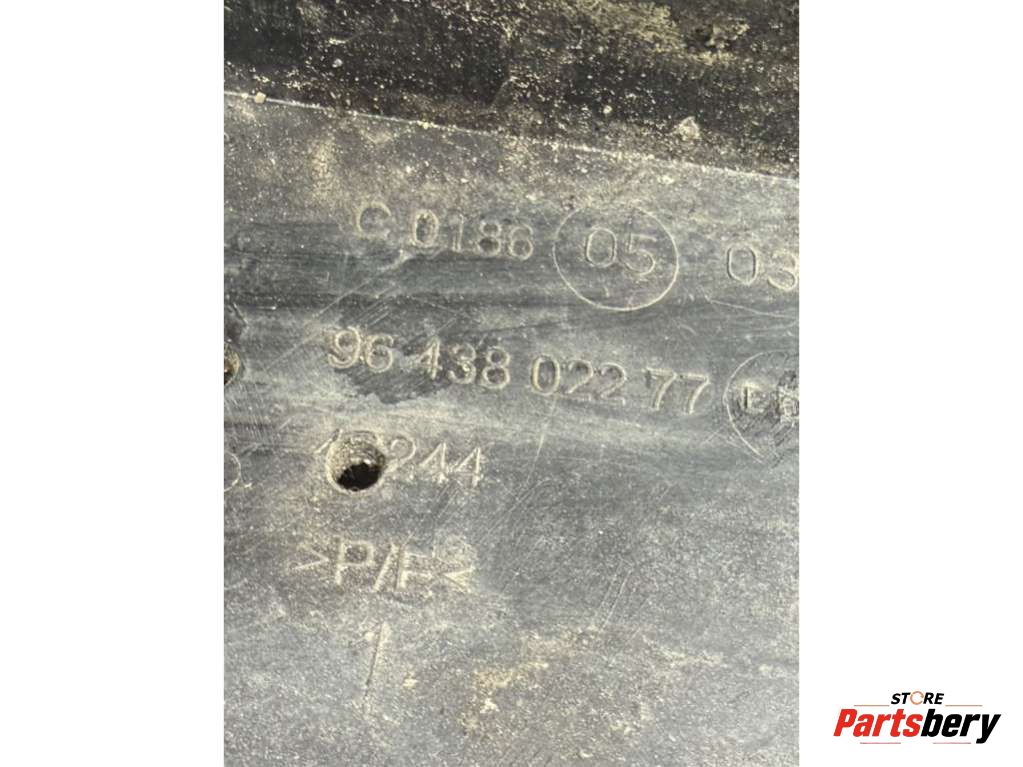 C 0186 05 03
96 438 022 77
244
>P/E<
STORE
Partsbery